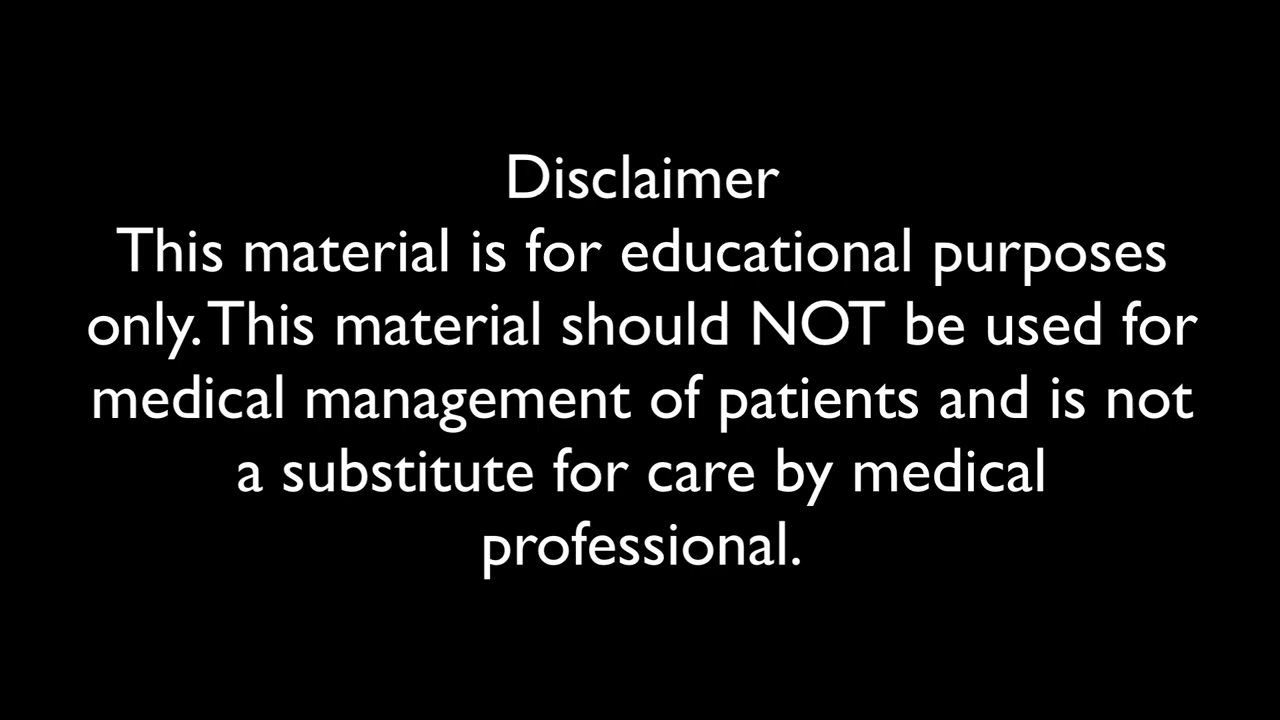 Disclaimer
This material is for educational purposes
only. This material should NOT be used for
medical management of patients and is not
a substitute for care by medical
professional.